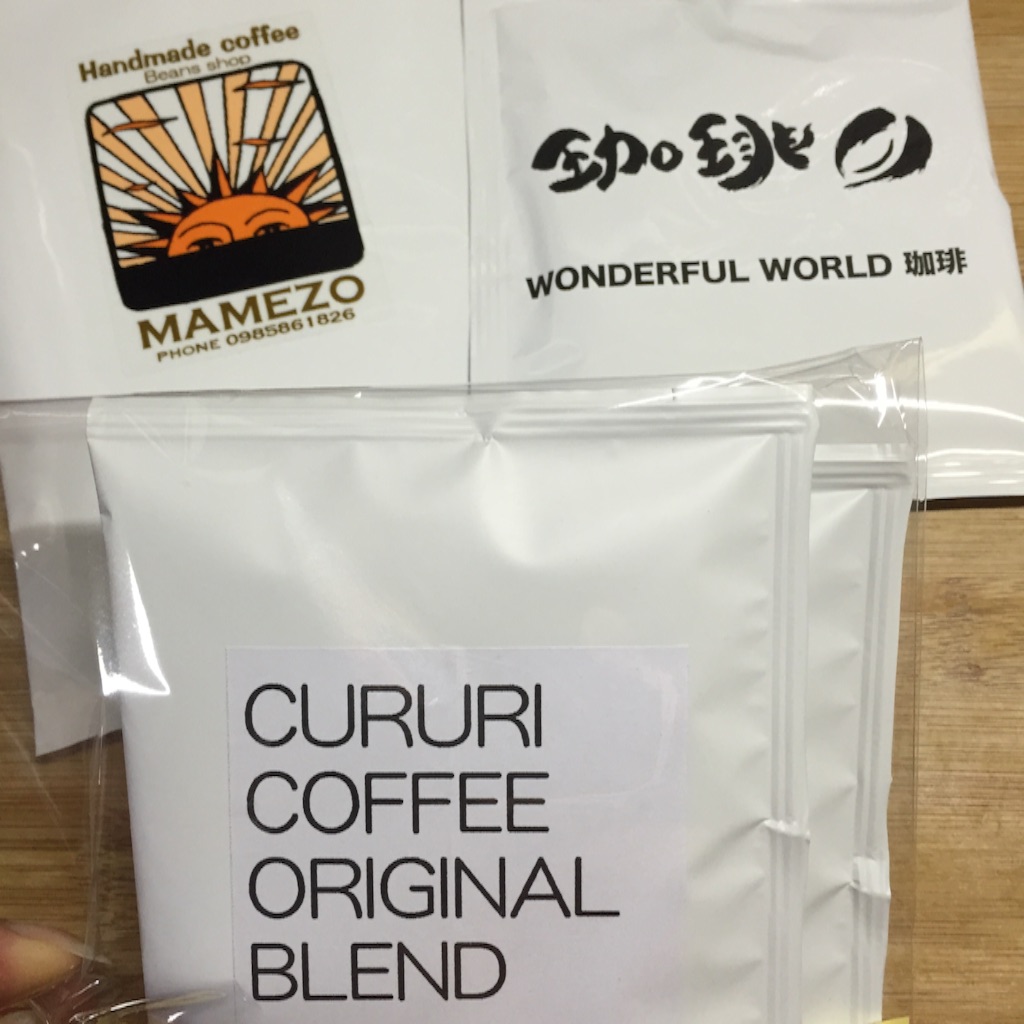 Handmade coffee
Beans shop
MAMEZO
PHONE 0985861826
珈琲
WONDERFUL WORLD 珈琲
CURURI
COFFEE
ORIGINAL
BLEND